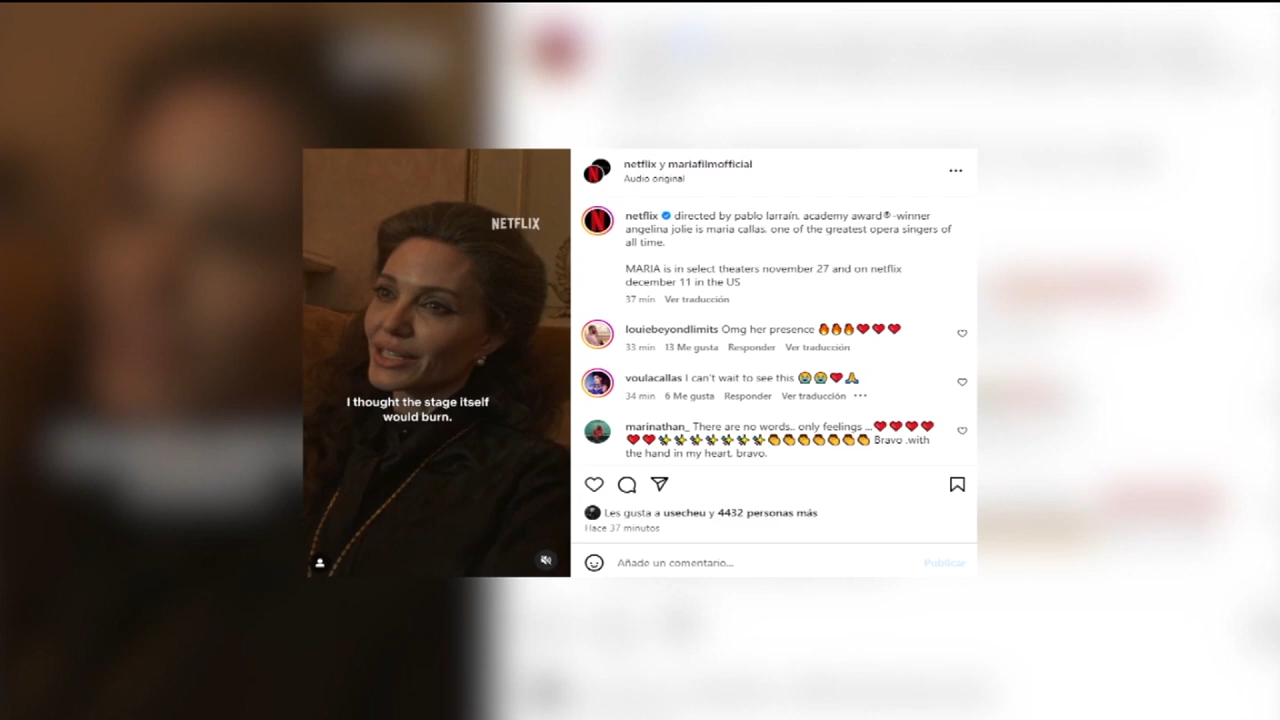 NETFLIX
I thought the stage itself
would burn.
netflix y mariafilmofficial
Audio original
netflix directed by pablo larraín, academy award®-winner
angelina jolie is maria callas, one of the greatest opera singers of
all time.
MARIA is in select theaters november 27 and on netflix
december 11 in the US
37 min Ver traducción
louiebeyondlimits Omg her presence 🔥🔥🔥❤️❤️❤️
33 min 13 Me gusta Responder Ver traducción
voulacallas I can't wait to see this 😭😭❤️🙏
34 min 6 Me gusta Responder Ver traducción
marinathan_ There are no words.. only feelings ...❤️❤️❤️❤️
❤️❤️✨✨✨✨✨✨✨👏👏👏👏👏👏👏 Bravo .with
the hand in my heart, bravo.
Les gusta a usecheu y 4432 personas más
Hace 37 minutos
Añade un comentario...
Publicar